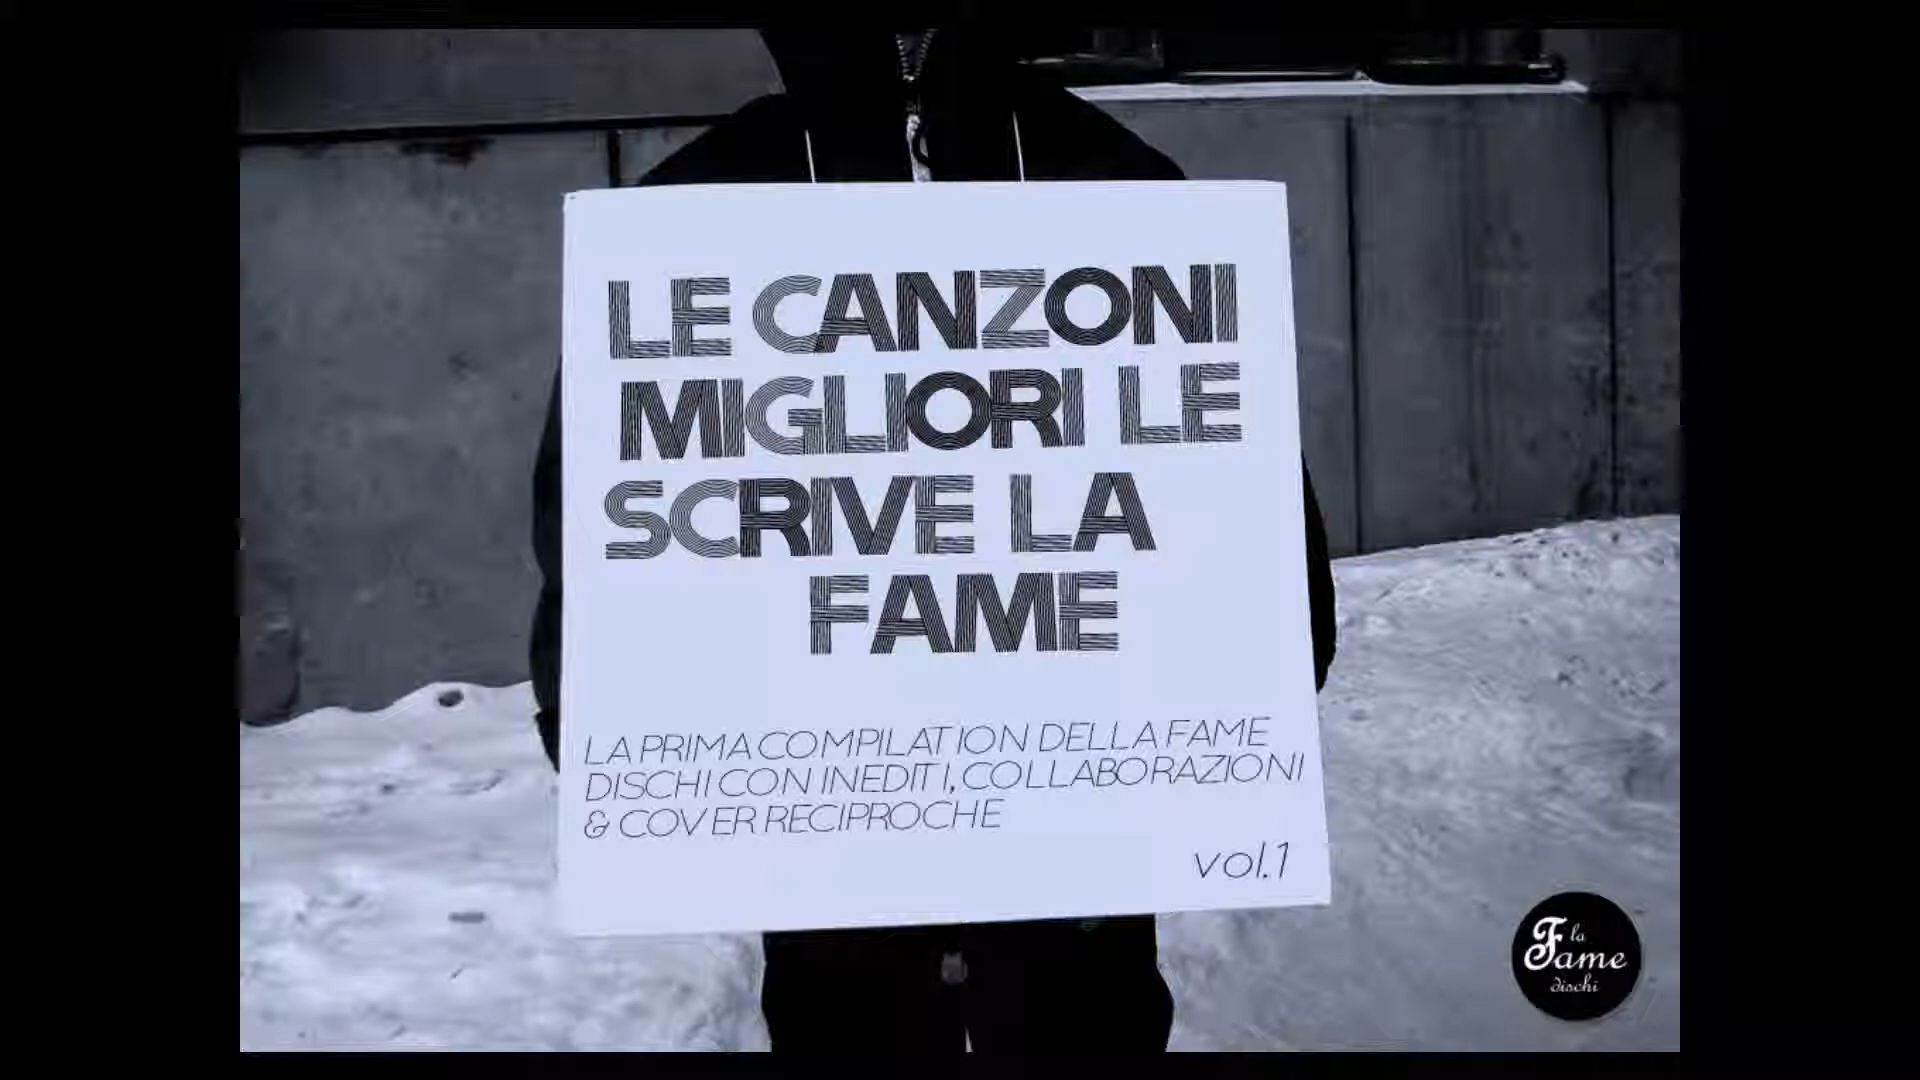 LE CANZONI
MIGLIORI LE
SCRIVE LA
FAME
LA PRIMA COMPILATION DELLA FAME
DISCHI CON INEDITI, COLLABORAZIONI
& COVER RECIPROCHE
vol.1
la
Fame
dischi